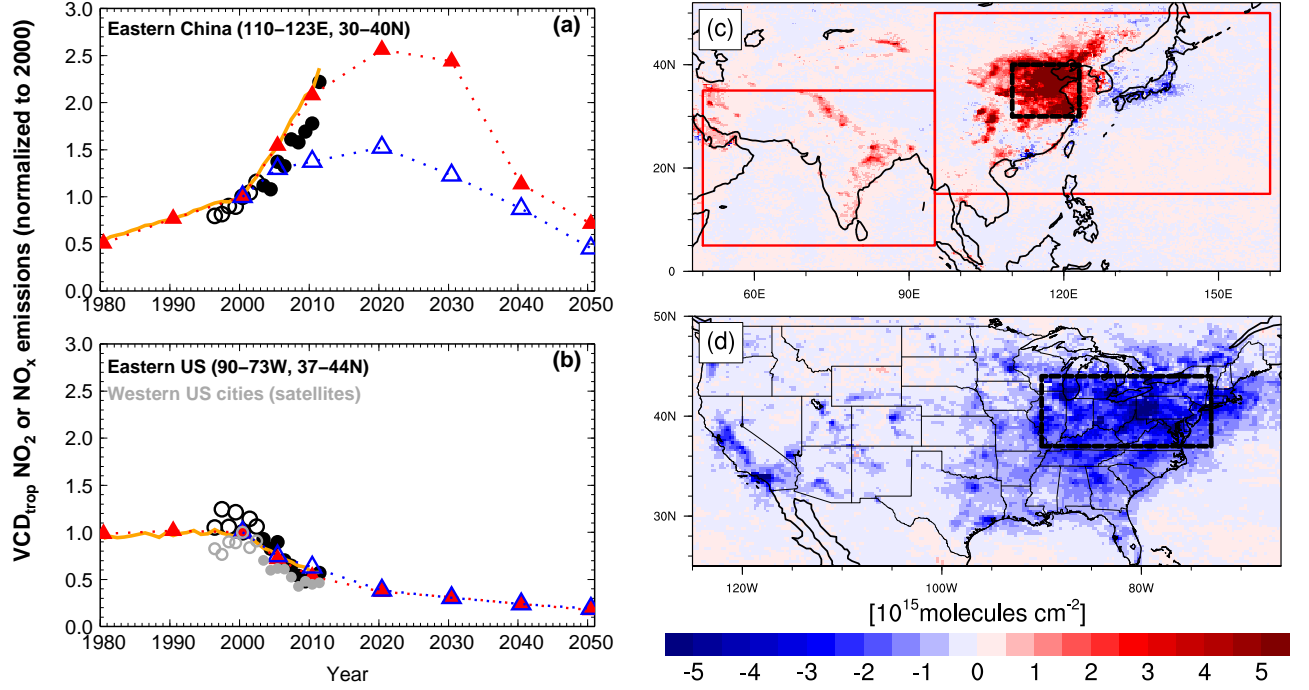 VCD_trop NO_2 or NO_x emissions (normalized to 2000)
Eastern China (110–123E, 30–40N)
(a)
3.0
2.5
2.0
1.5
1.0
0.5
0.0
1980 1990 2000 2010 2020 2030 2040 2050
Eastern US (90–73W, 37–44N)
(b)
Western US cities (satellites)
3.0
2.5
2.0
1.5
1.0
0.5
0.0
1980 1990 2000 2010 2020 2030 2040 2050
Year
(c)
40N
20N
0
60E 90E 120E 150E
(d)
50N
40N
30N
120W 100W 80W
[10^15 molecules cm^-2]
-5 -4 -3 -2 -1 0 1 2 3 4 5